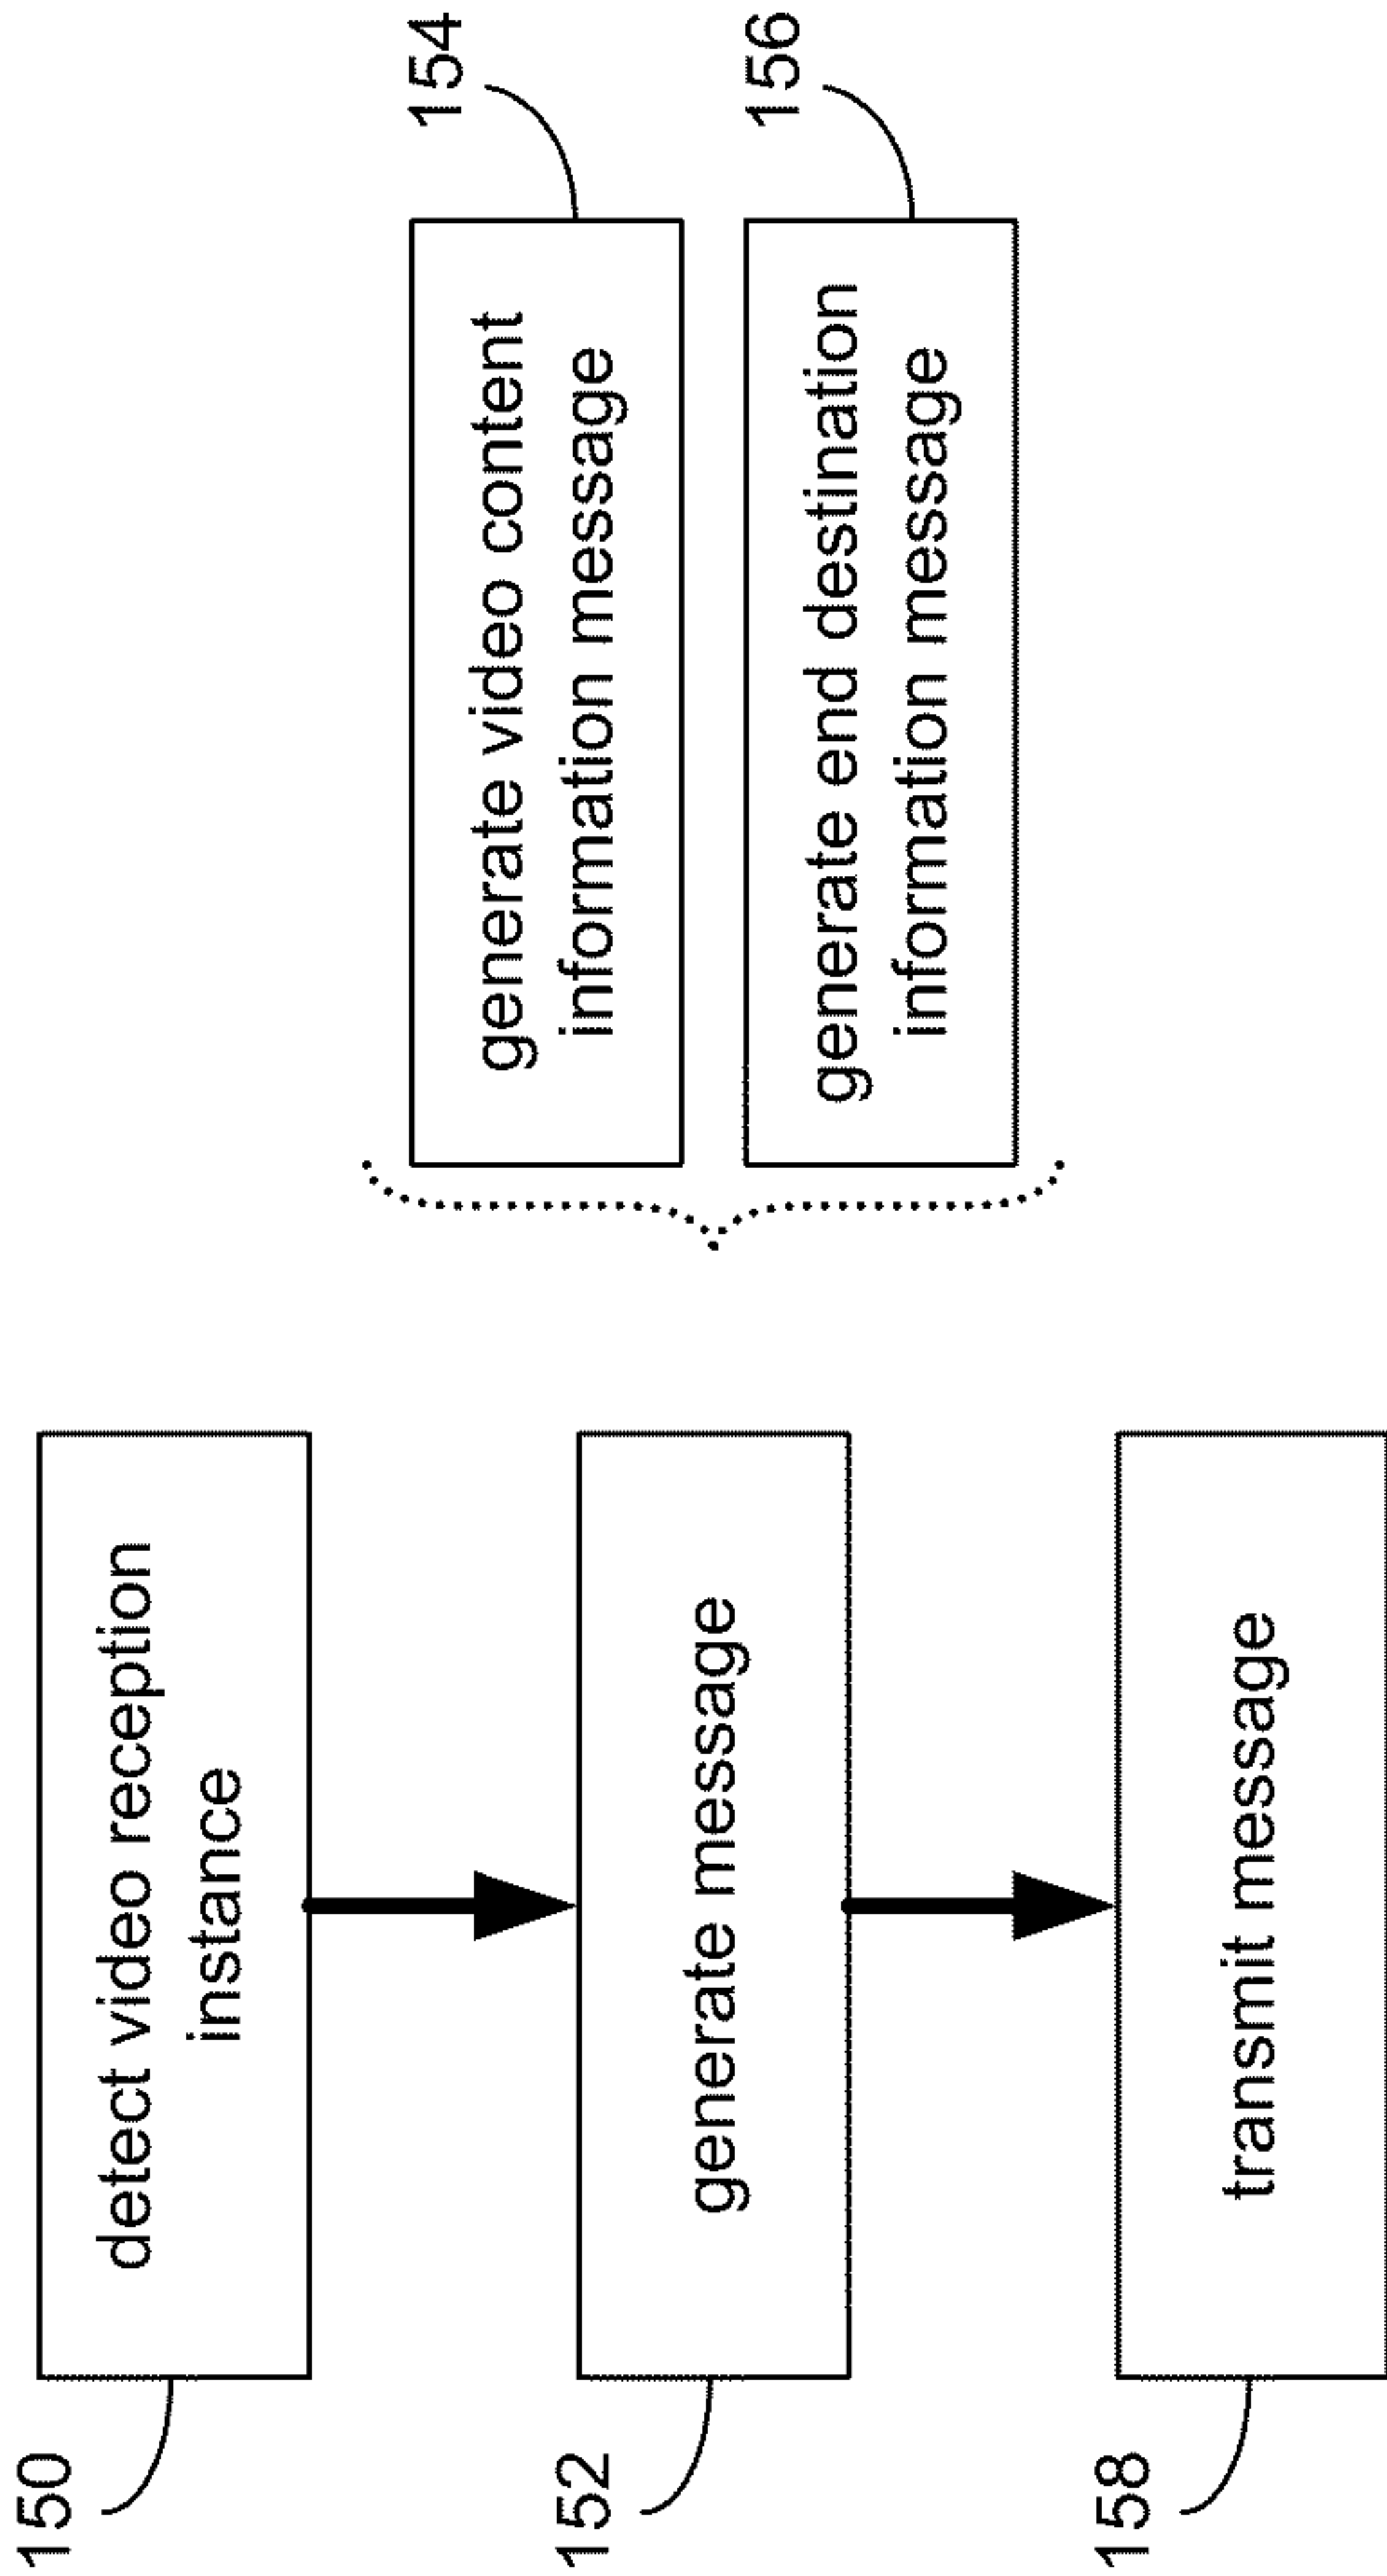 150
detect video reception
instance
152
generate message
154
generate video content
information message
156
generate end destination
information message
158
transmit message